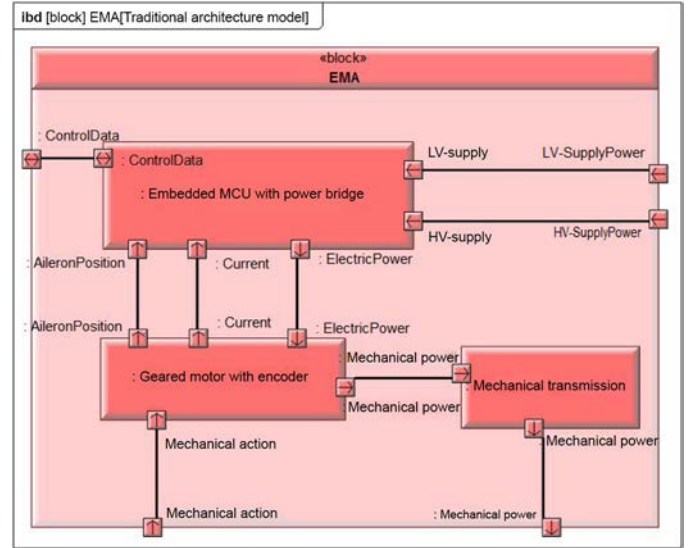 ibd [block] EMA[Traditional architecture model]
«block»
EMA
: ControlData
: ControlData
LV-supply
LV-SupplyPower
: Embedded MCU with power bridge
HV-supply
HV-SupplyPower
: AileronPosition
: Current
: ElectricPower
: AileronPosition
: Current
: ElectricPower
: Mechanical power
: Geared motor with encoder
: Mechanical transmission
: Mechanical power
Mechanical action
: Mechanical power
Mechanical action
: Mechanical power